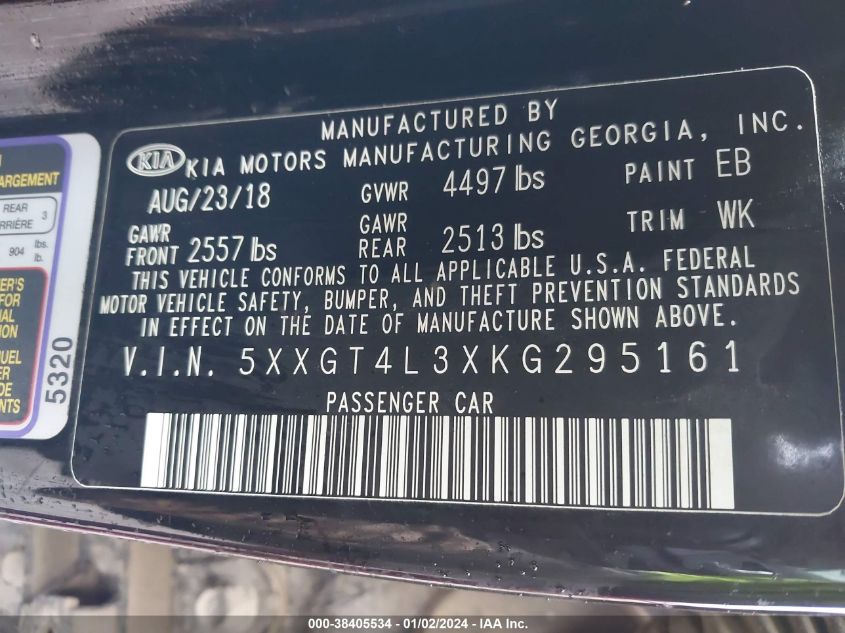 MANUFACTURED BY
KIA KIA MOTORS MANUFACTURING GEORGIA, INC.
AUG/23/18 GVWR 4497 lbs PAINT EB
GAWR FRONT 2557 lbs GAWR REAR 2513 lbs TRIM WK
THIS VEHICLE CONFORMS TO ALL APPLICABLE U.S.A. FEDERAL
MOTOR VEHICLE SAFETY, BUMPER, AND THEFT PREVENTION STANDARDS
IN EFFECT ON THE DATE OF MANUFACTURE SHOWN ABOVE.
V.I.N. 5XXGT4L3XKG295161
PASSENGER CAR
REAR 3
904 lbs.
lb.
FOR
5320
000-38405534 - 01/02/2024 - IAA Inc.